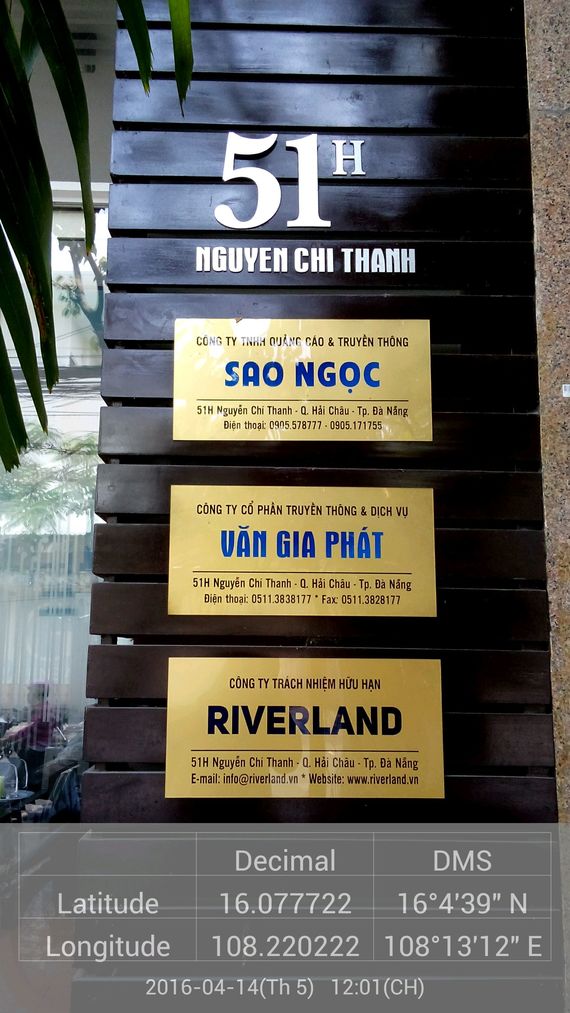 51H
NGUYEN CHI THANH
CÔNG TY TNHH QUẢNG CÁO & TRUYỀN THÔNG
SAO NGỌC
51H Nguyễn Chí Thanh - Q. Hải Châu - Tp. Đà Nẵng
Điện thoại: 0905.578777 - 0905.171755
CÔNG TY CỔ PHẦN TRUYỀN THÔNG & DỊCH VỤ
VĂN GIA PHÁT
51H Nguyễn Chí Thanh - Q. Hải Châu - Tp. Đà Nẵng
Điện thoại: 0511.3838177 * Fax: 0511.3828177
CÔNG TY TRÁCH NHIỆM HỮU HẠN
RIVERLAND
51H Nguyễn Chí Thanh - Q. Hải Châu - Tp. Đà Nẵng
E-mail: info@riverland.vn * Website: www.riverland.vn
Decimal DMS
Latitude 16.077722 16°4'39" N
Longitude 108.220222 108°13'12" E
2016-04-14(Th 5) 12:01(CH)